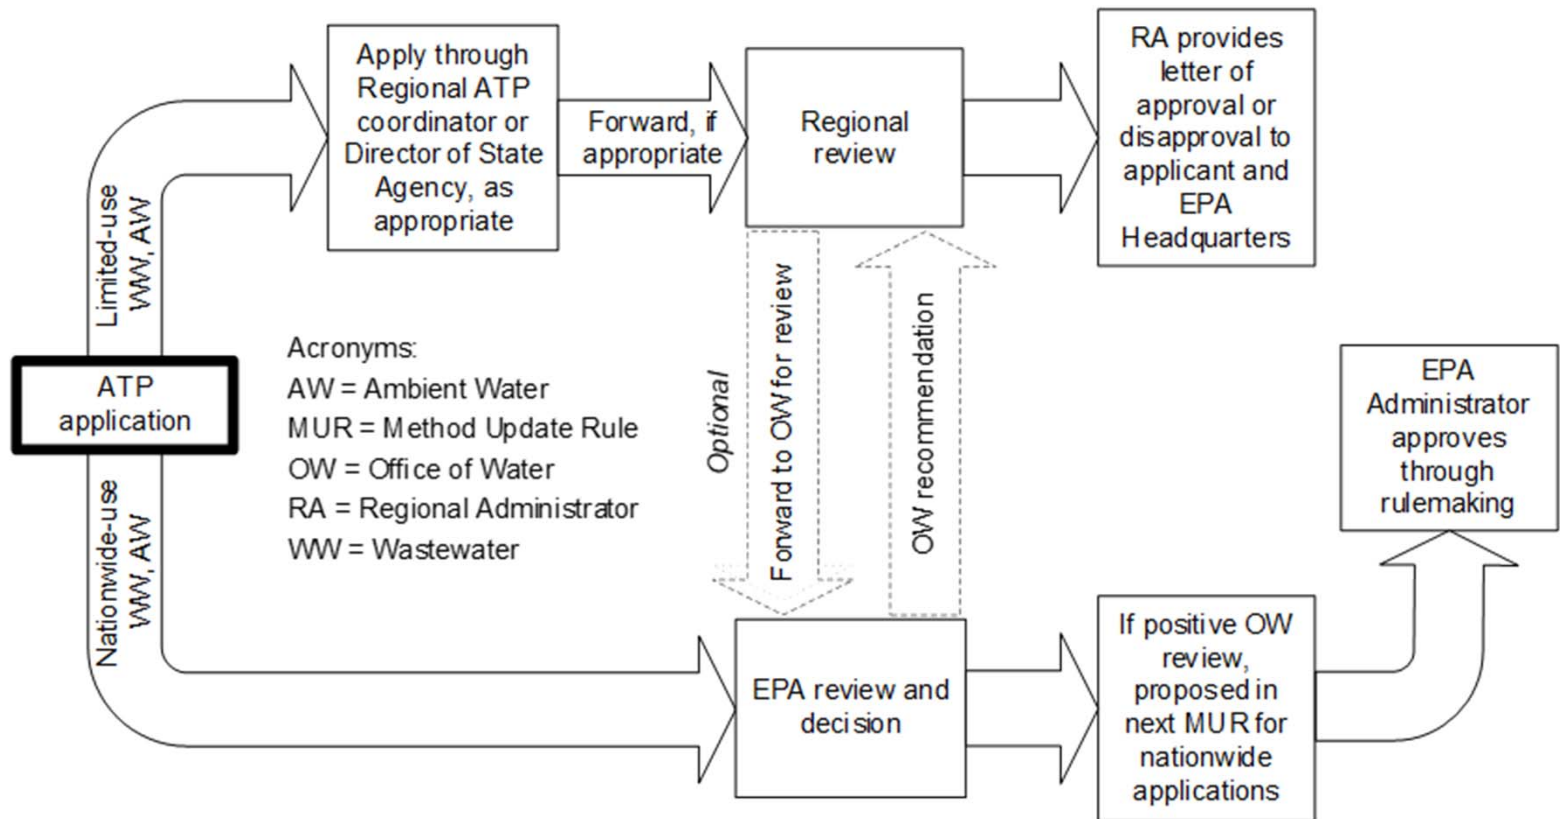 Apply through
Regional ATP
coordinator or
Director of State
Agency, as
appropriate
Forward, if
appropriate
Regional
review
RA provides
letter of
approval or
disapproval to
applicant and
EPA
Headquarters
Limited-use
WW, AW
ATP
application
Nationwide-use
WW, AW
Acronyms:
AW = Ambient Water
MUR = Method Update Rule
OW = Office of Water
RA = Regional Administrator
WW = Wastewater
Optional
Forward to OW for review
OW recommendation
EPA review and
decision
If positive OW
review,
proposed in
next MUR for
nationwide
applications
EPA
Administrator
approves
through
rulemaking